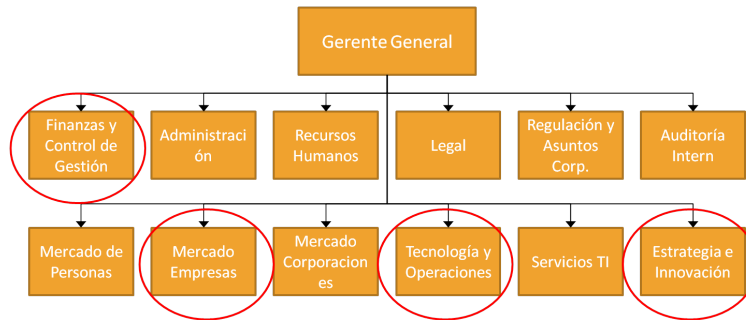 Gerente General
Finanzas y
Control de
Gestión
Administraci
ón
Recursos
Humanos
Legal
Regulación y
Asuntos
Corp.
Auditoría
Intern
Mercado de
Personas
Mercado
Empresas
Mercado
Corporacion
es
Tecnología y
Operaciones
Servicios TI
Estrategia e
Innovación